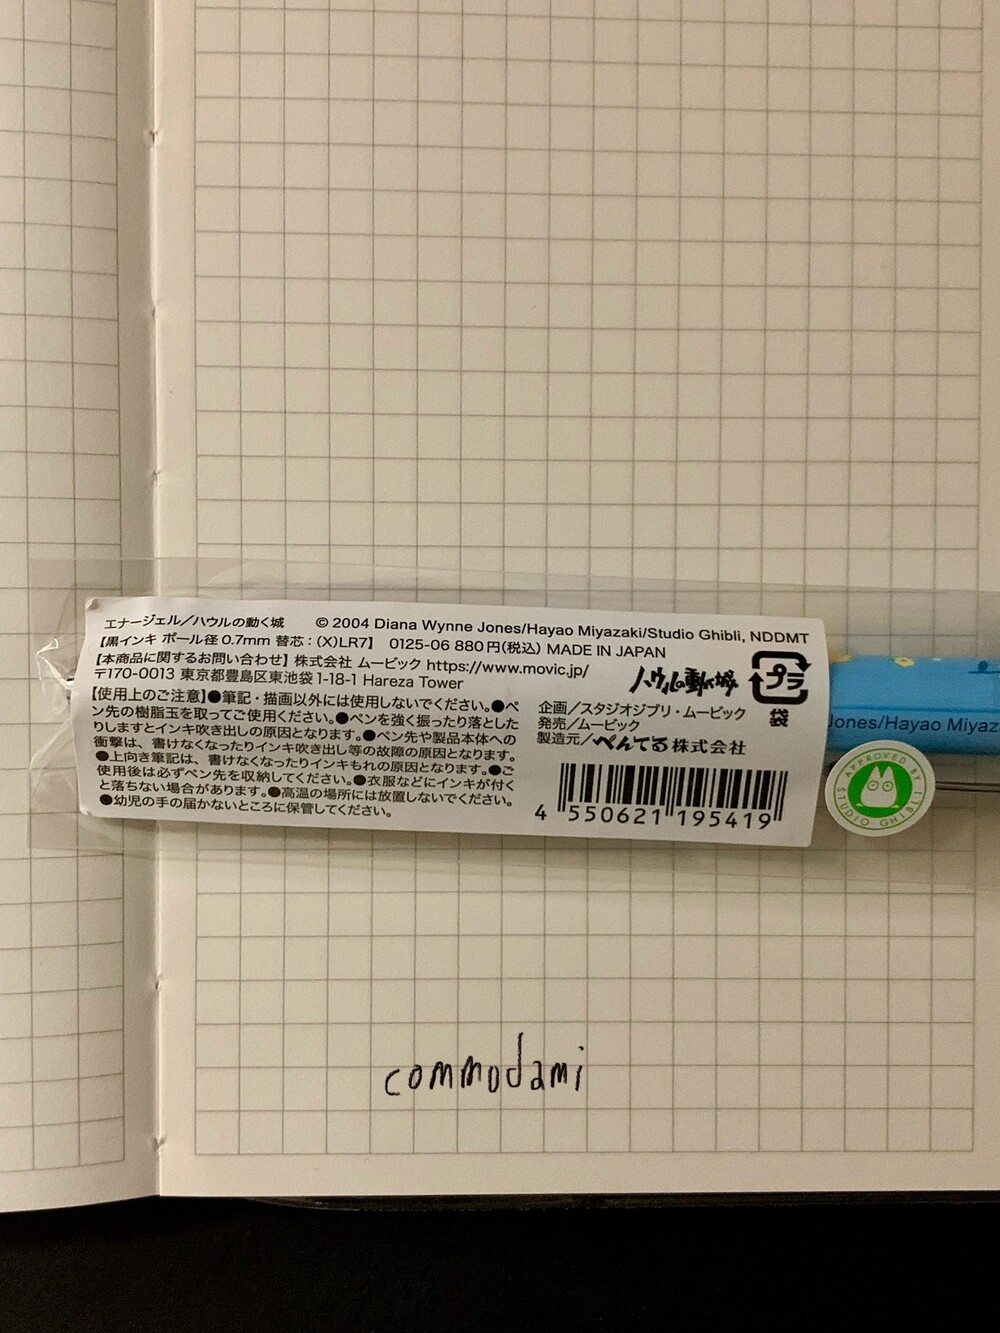 エナージェル／ハウルの動く城 © 2004 Diana Wynne Jones/Hayao Miyazaki/Studio Ghibli, NDDMT
【黒インキ ボール径 0.7mm 替芯：(X)LR7】 0125-06 880円(税込) MADE IN JAPAN
【本商品に関するお問い合わせ】株式会社 ムービック https://www.movic.jp/
〒170-0013 東京都豊島区東池袋 1-18-1 Hareza Tower
【使用上のご注意】●筆記・描画以外には使用しないでください。●ペ
ン先の樹脂玉を取ってご使用ください。●ペンを強く振ったり落とした
りしますとインキ吹き出しの原因となります。●ペン先や製品本体への
衝撃は、書けなくなったりインキ吹き出し等の故障の原因となります。
●上向き筆記は、書けなくなったりインキもれの原因となります。●ご
使用後は必ずペン先を収納してください。●衣服などにインキが付く
と落ちない場合があります。●高温の場所には放置しないでください。
●幼児の手の届かないところに保管してください。
ハウルの動く城
プラ
袋
企画／スタジオジブリ・ムービック
発売／ムービック
製造元／ぺんてる株式会社
4 550621 195419
Jones/Hayao Miyaz
APPROVED BY STUDIO GHIBLI
commodami